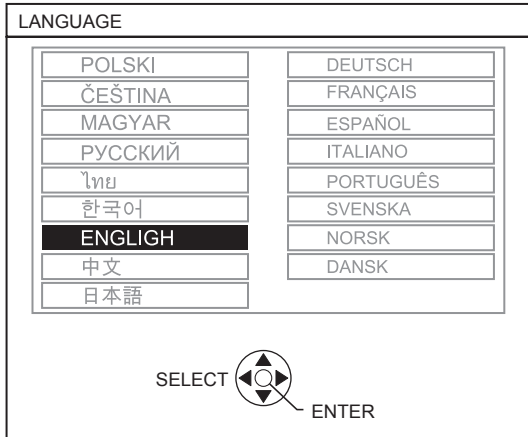 LANGUAGE
POLSKI
ČEŠTINA
MAGYAR
РУССКИЙ
ไทย
한국어
ENGLIGH
中文
日本語
DEUTSCH
FRANÇAIS
ESPAÑOL
ITALIANO
PORTUGUÊS
SVENSKA
NORSK
DANSK
SELECT
ENTER